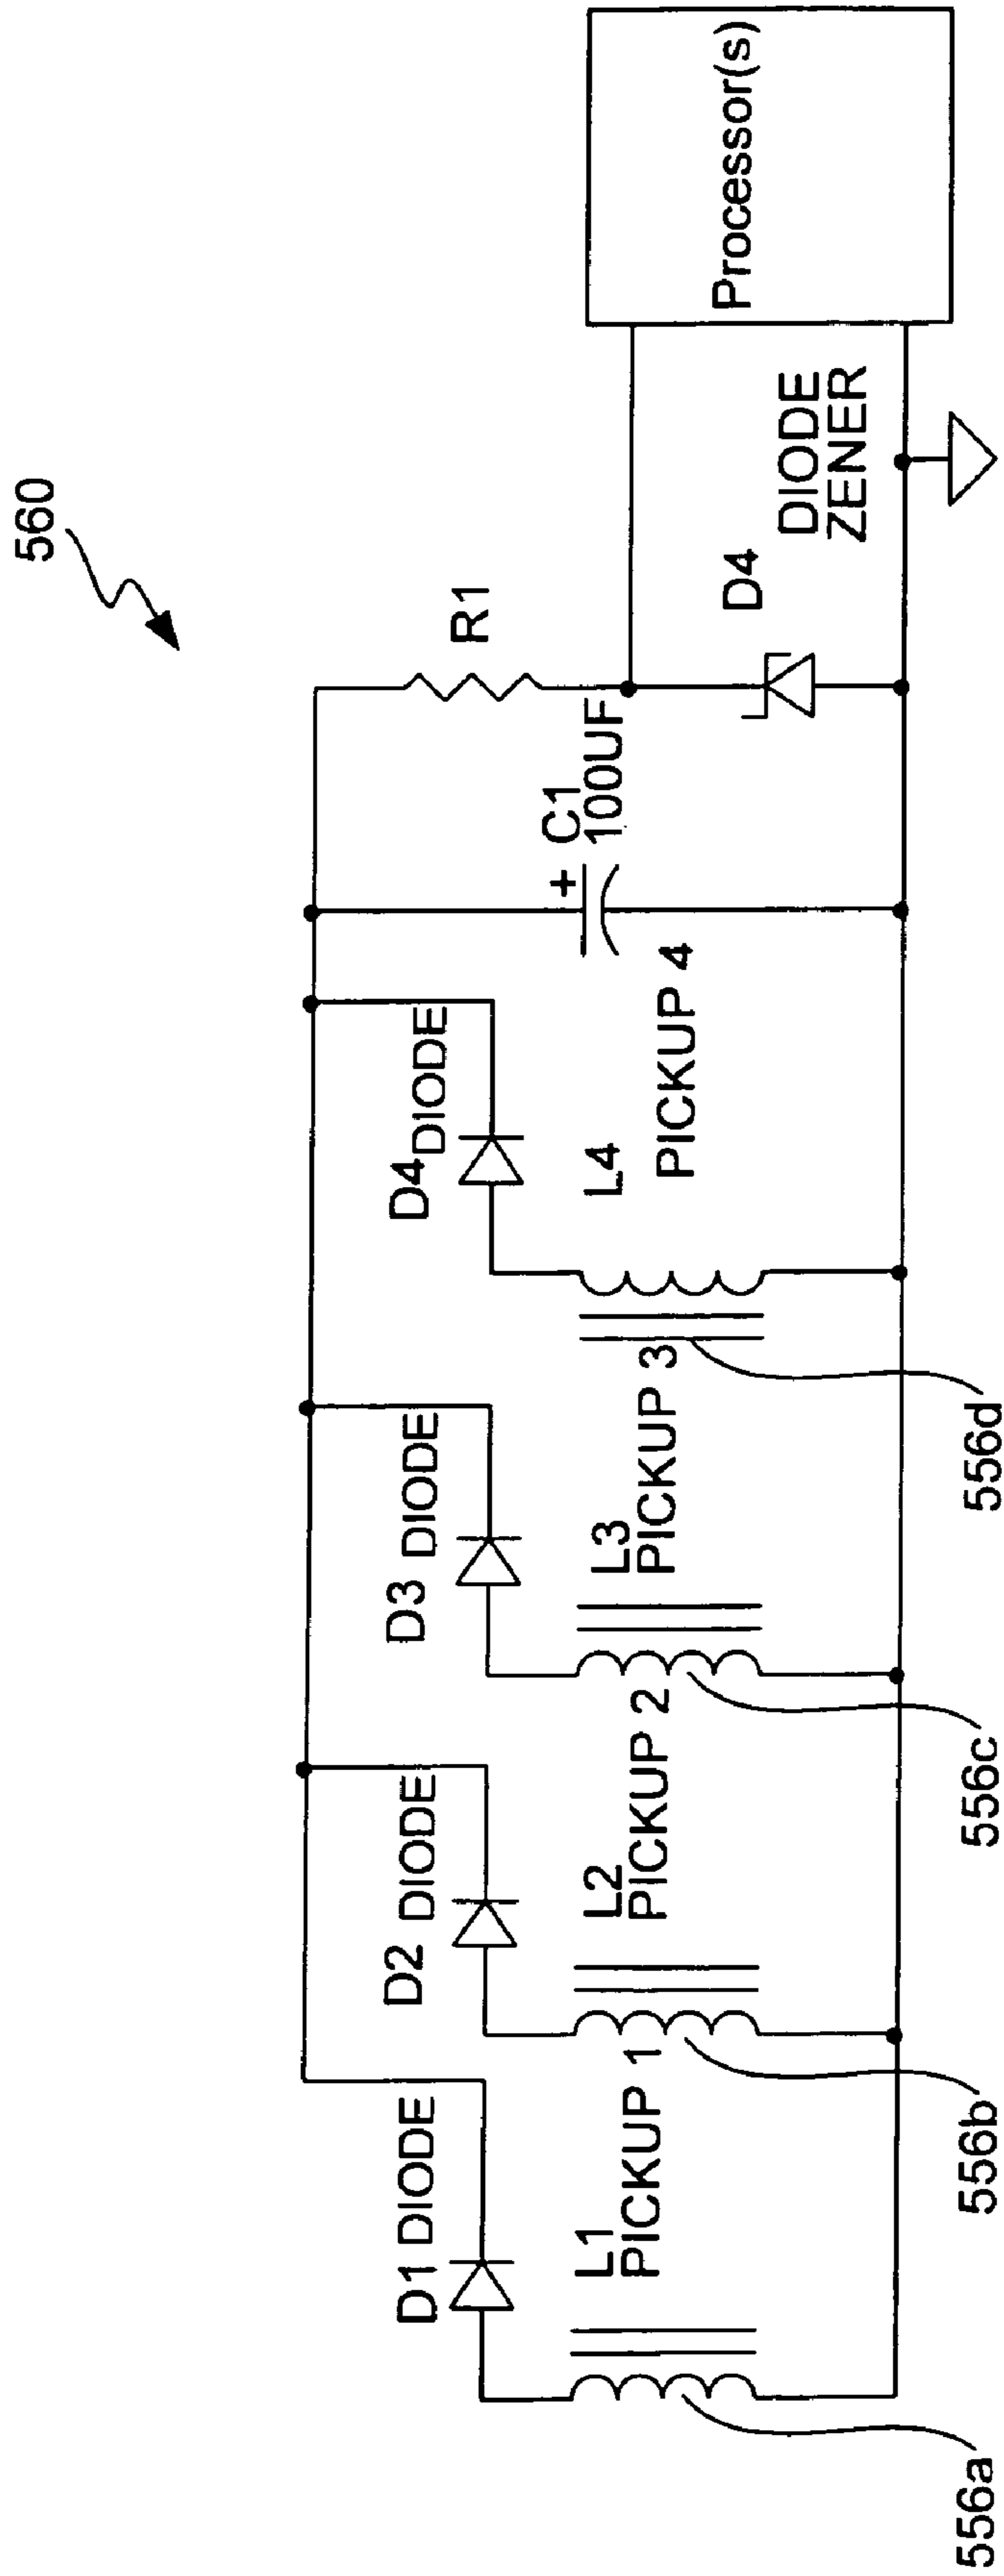 560
D1 DIODE
D2 DIODE
D3 DIODE
D4 DIODE
R1
L1
PICKUP 1
L2
PICKUP 2
L3
PICKUP 3
L4
PICKUP 4
+ C1
100UF
D4
DIODE
ZENER
Processor(s)
556a
556b
556c
556d